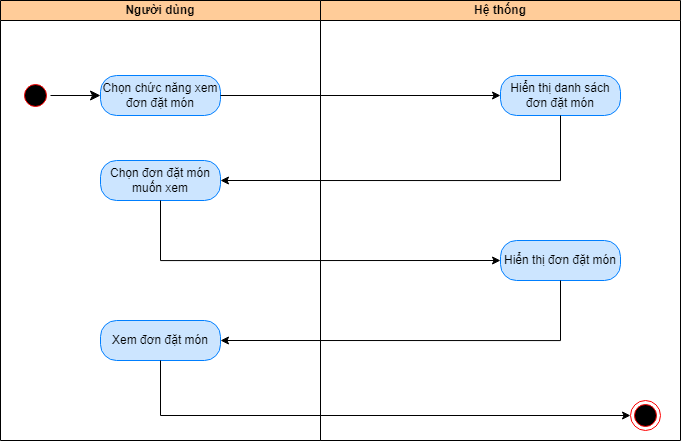 Người dùng
Hệ thống
Chọn chức năng xem
đơn đặt món
Hiển thị danh sách
đơn đặt món
Chọn đơn đặt món
muốn xem
Hiển thị đơn đặt món
Xem đơn đặt món